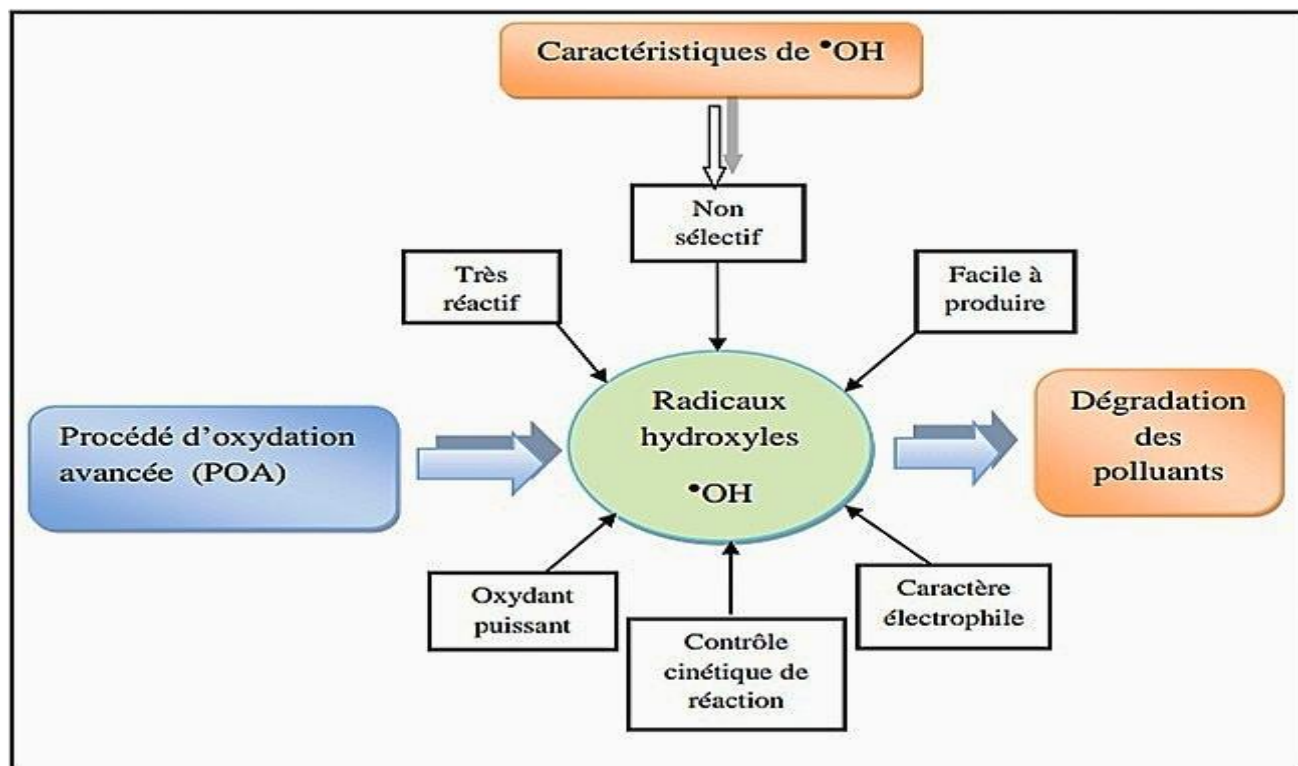 Caractéristiques de •OH
Non
sélectif
Très
réactif
Facile à
produire
Procédé d'oxydation
avancée (POA)
Radicaux
hydroxyles
•OH
Dégradation
des
polluants
Oxydant
puissant
Contrôle
cinétique de
réaction
Caractère
électrophile